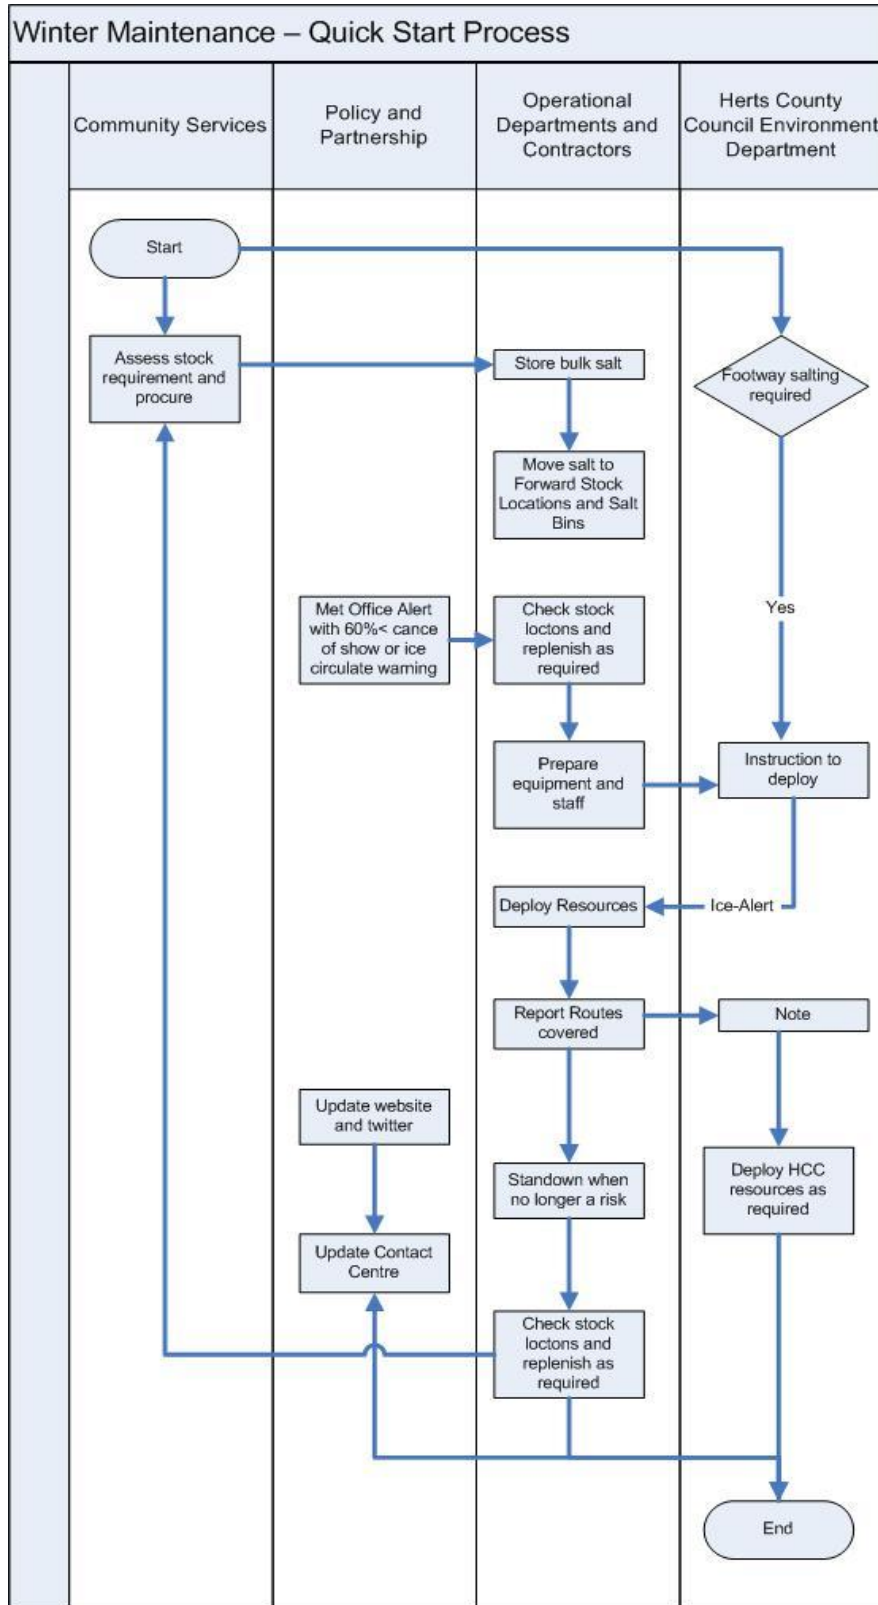 Winter Maintenance – Quick Start Process
Community Services
Policy and
Partnership
Operational
Departments and
Contractors
Herts County
Council Environment
Department
Start
Assess stock
requirement and
procure
Store bulk salt
Footway salting
required
Move salt to
Forward Stock
Locations and Salt
Bins
Yes
Met Office Alert
with 60%< cance
of show or ice
circulate warning
Check stock
loctons and
replenish as
required
Prepare
equipment and
staff
Instruction to
deploy
Deploy Resources
Ice-Alert
Report Routes
covered
Note
Update website
and twitter
Standown when
no longer a risk
Deploy HCC
resources as
required
Update Contact
Centre
Check stock
loctons and
replenish as
required
End